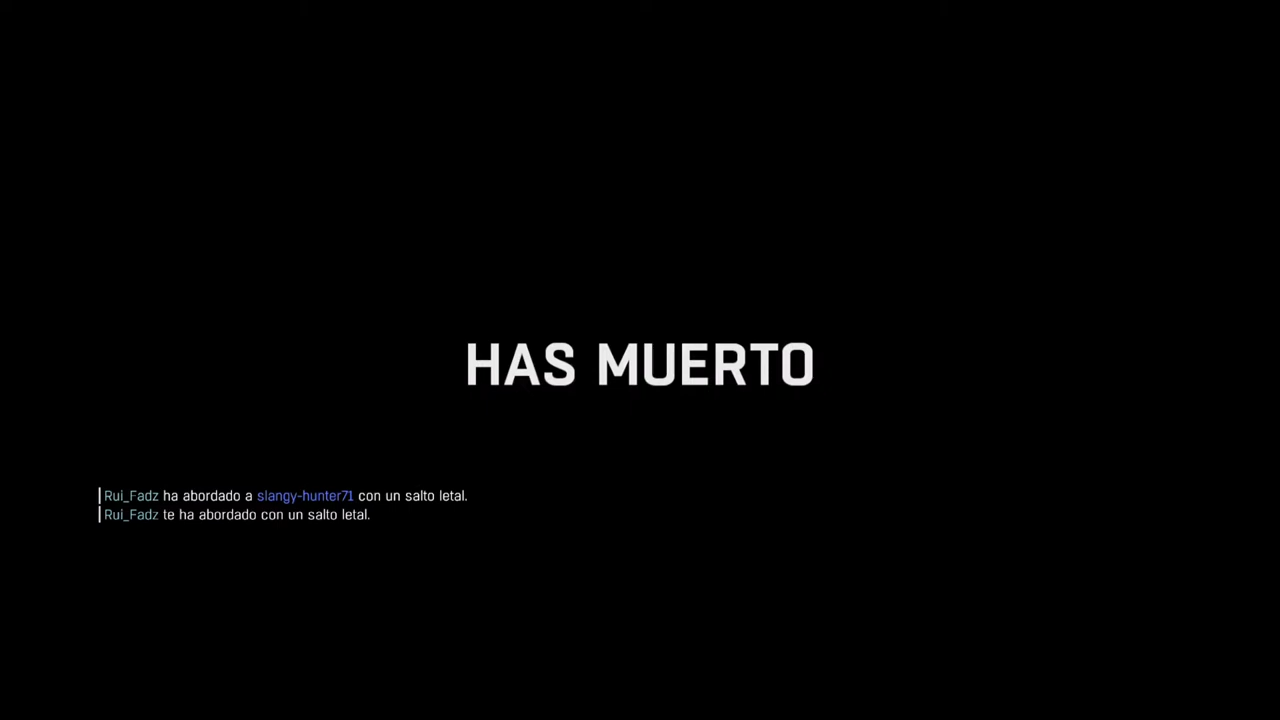 HAS MUERTO
Rui_Fadz ha abordado a slangy-hunter71 con un salto letal.
Rui_Fadz te ha abordado con un salto letal.